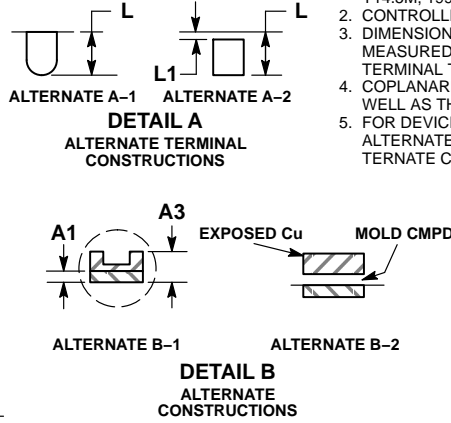 L
L
L1
ALTERNATE A–1
ALTERNATE A–2
DETAIL A
ALTERNATE TERMINAL
CONSTRUCTIONS
2. CONTROLLI
3. DIMENSION
MEASURED
TERMINAL T
4. COPLANAR
WELL AS TH
5. FOR DEVIC
ALTERNATE
TERNATE C
A1
A3
EXPOSED Cu
MOLD CMPD
ALTERNATE B–1
ALTERNATE B–2
DETAIL B
ALTERNATE
CONSTRUCTIONS